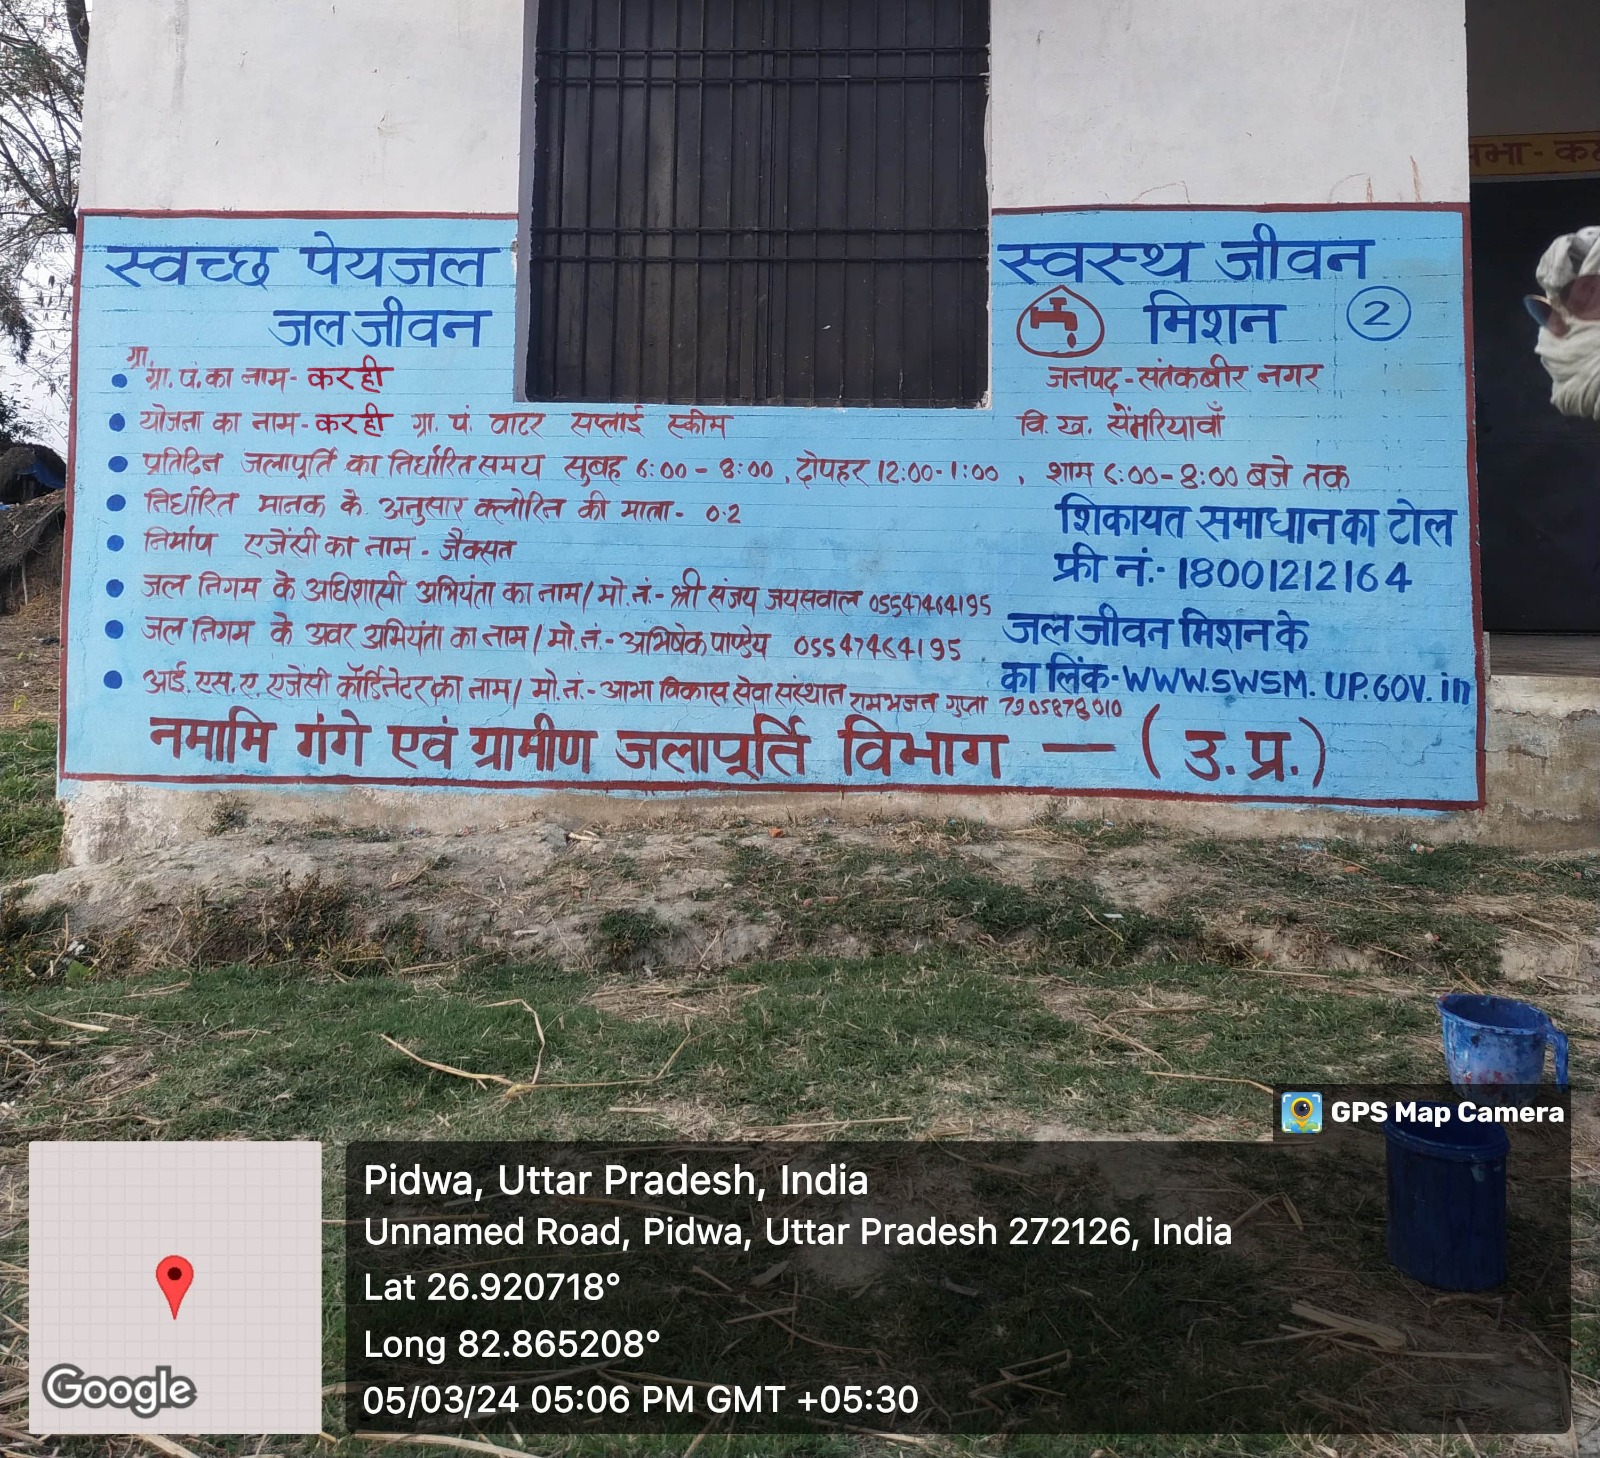 स्वच्छ पेयजल स्वस्थ जीवन
जल जीवन मिशन 2
ग्रा.
ग्रा. पं. का नाम- करही जनपद-संतकबीर नगर
योजना का नाम- करही ग्रा. पं. वाटर सप्लाई स्कीम वि. ख. सेमरियावाँ
प्रतिदिन जलापूर्ति का निर्धारित समय सुबह 6:00-8:00, दोपहर 12:00-1:00, शाम 6:00-8:00 बजे तक
निर्धारित मानक के अनुसार क्लोरिन की मात्रा- 0.2
शिकायत समाधान का टोल
निर्माण एजेंसी का नाम- जैक्सन
फ्री नं.- 18001212164
जल निगम के अधिशासी अभियंता का नाम/मो.नं.- श्री संजय जयसवाल 05547464195
जल निगम के अवर अभियंता का नाम/मो.नं.- अभिषेक पाण्डेय 05547464195
जल जीवन मिशन के
आई.एस.ए. एजेंसी कॉर्डिनेटर का नाम/मो.नं.- आभा विकास सेवा संस्थान रामभजन गुप्ता 7905878010
का लिंक-WWW.SWSM.UP.GOV.in
नमामि गंगे एवं ग्रामीण जलापूर्ति विभाग — (उ.प्र.)
GPS Map Camera
Pidwa, Uttar Pradesh, India
Unnamed Road, Pidwa, Uttar Pradesh 272126, India
Lat 26.920718°
Long 82.865208°
05/03/24 05:06 PM GMT +05:30
Google